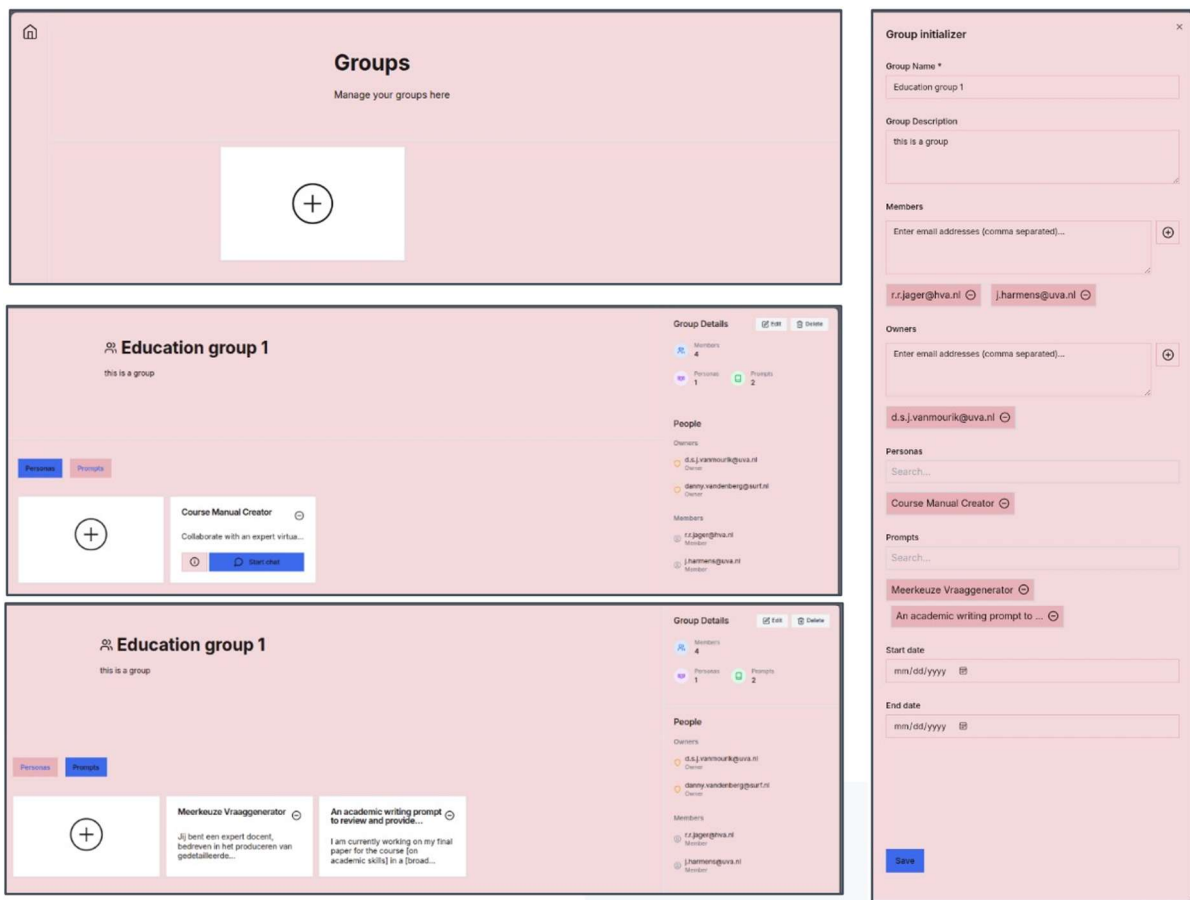 Groups
Manage your groups here
Education group 1
this is a group
Personas
Prompts
Course Manual Creator
Collaborate with an expert virtua...
Start chat
Group Details
Edit
Delete
Members
4
Personas
1
Prompts
2
People
Owners
d.s.j.vanmourik@uva.nl
Owner
danny.vandenberg@surf.nl
Owner
Members
r.r.jager@hva.nl
Member
j.harmens@uva.nl
Member
Education group 1
this is a group
Personas
Prompts
Meerkeuze Vraaggenerator
Jij bent een expert docent,
bedreven in het produceren van
gedetailleerde...
An academic writing prompt
to review and provide...
I am currently working on my final
paper for the course [on
academic skills] in a [broad...
Group Details
Edit
Delete
Members
4
Personas
1
Prompts
2
People
Owners
d.s.j.vanmourik@uva.nl
Owner
danny.vandenberg@surf.nl
Owner
Members
r.r.jager@hva.nl
Member
j.harmens@uva.nl
Member
Group initializer
Group Name *
Education group 1
Group Description
this is a group
Members
Enter email addresses (comma separated)...
r.r.jager@hva.nl
j.harmens@uva.nl
Owners
Enter email addresses (comma separated)...
d.s.j.vanmourik@uva.nl
Personas
Search...
Course Manual Creator
Prompts
Search...
Meerkeuze Vraaggenerator
An academic writing prompt to ...
Start date
mm/dd/yyyy
End date
mm/dd/yyyy
Save